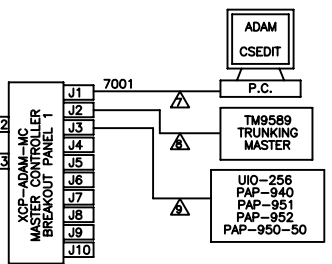 ADAM
CSEDIT
P.C.
7001
7
TM9589
TRUNKING
MASTER
8
UIO-256
PAP-940
PAP-951
PAP-952
PAP-950-50
9
XCP-ADAM-MC
MASTER CONTROLLER
BREAKOUT PANEL 1
J1
J2
J3
J4
J5
J6
J7
J8
J9
J10
2
3